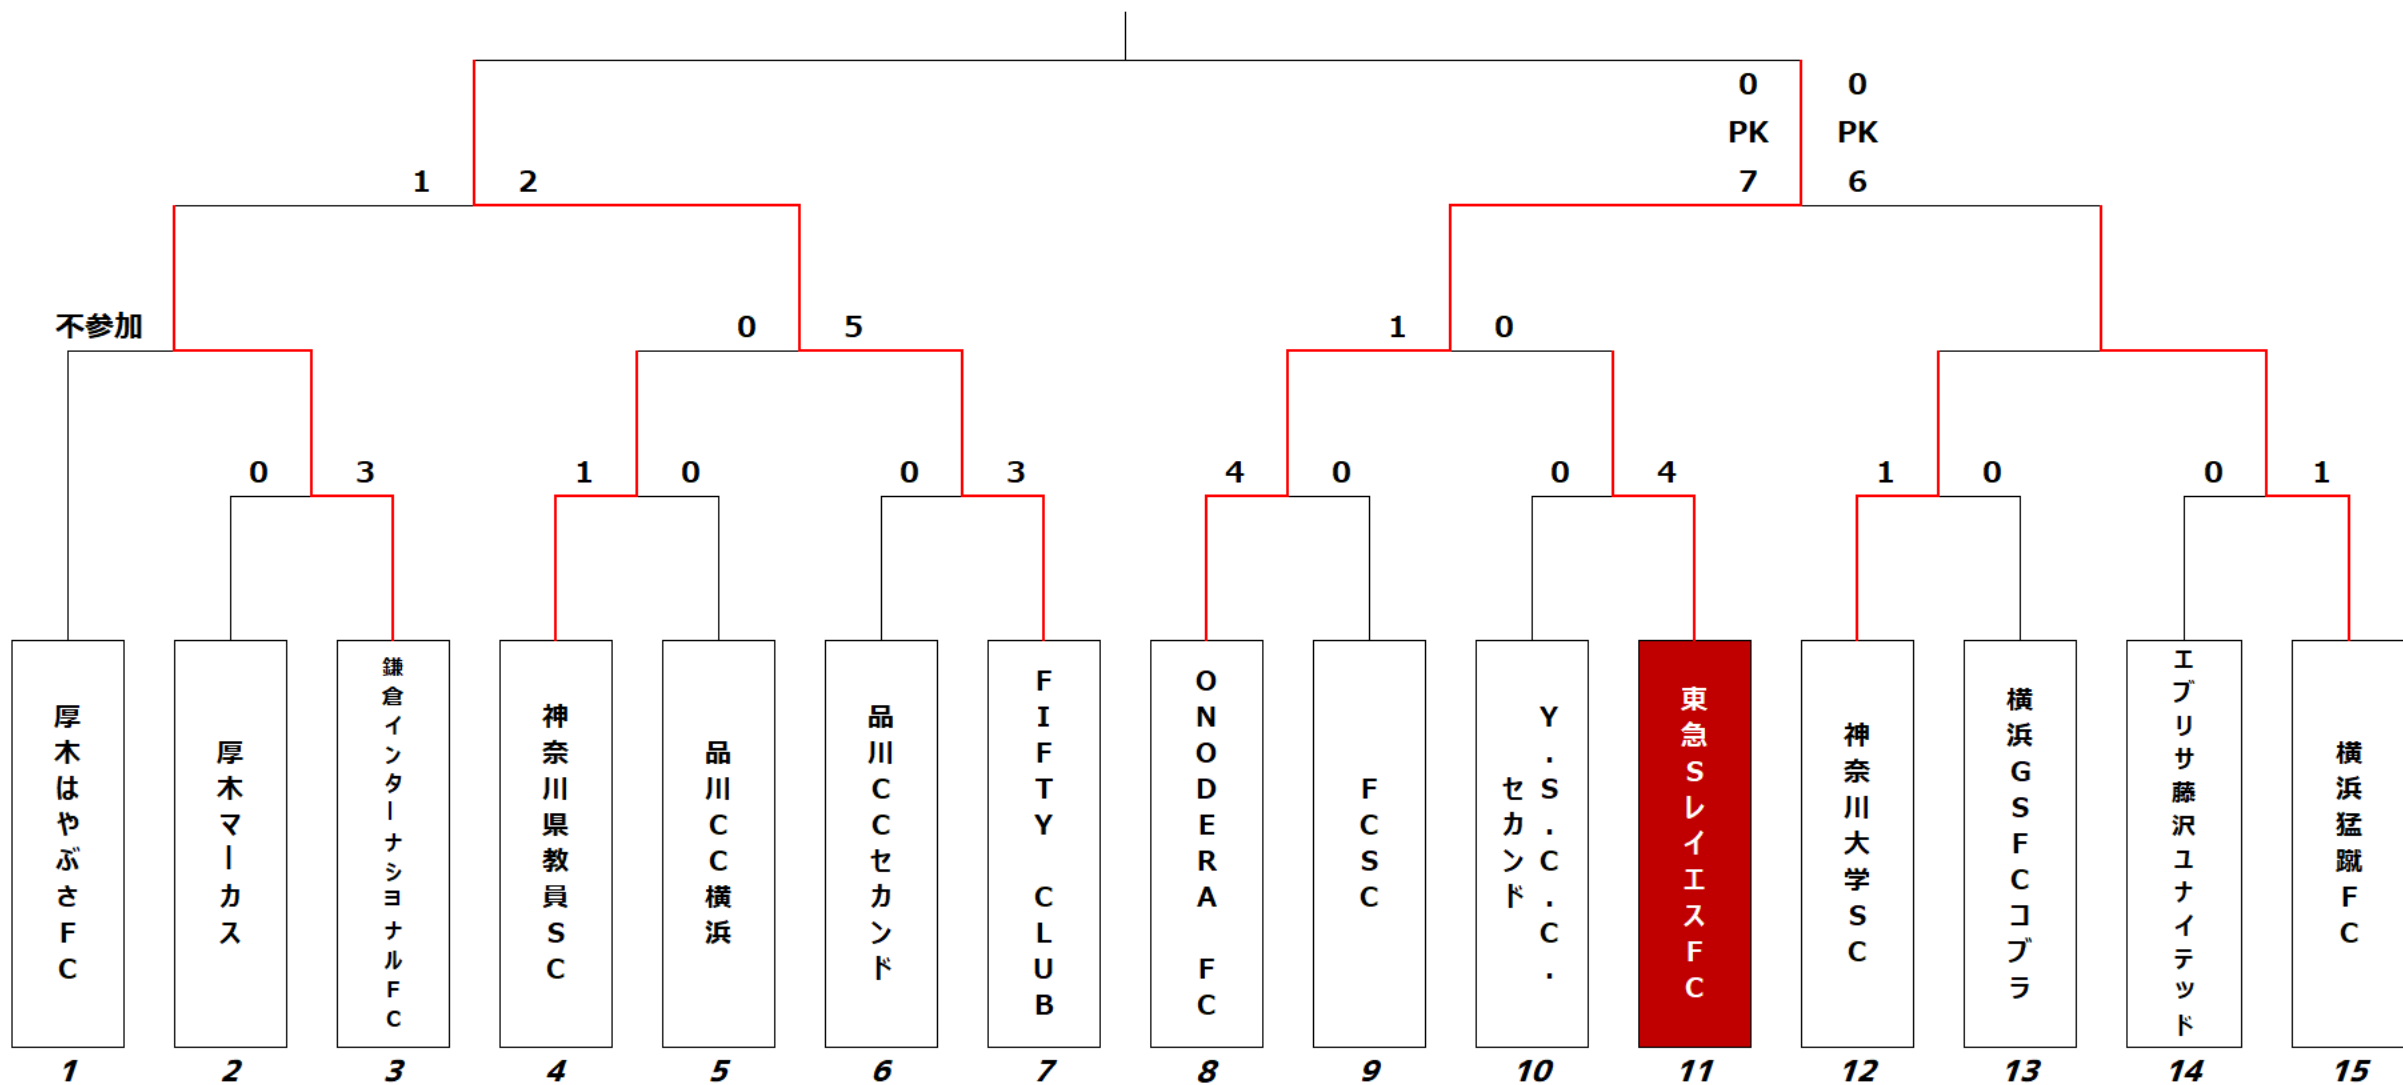 0 0
PK PK
1 2 7 6
不参加 0 5 1 0
0 3 1 0 0 3 4 0 0 4 1 0 0 1
厚木はやぶさFC
厚木マーカス
鎌倉インターナショナルFC
神奈川県教員SC
品川CC横浜
品川CCセカンド
FIFTY CLUB
ONODERA FC
FCSC
Y.S.C.C.
セカンド
東急SレイエスFC
神奈川大学SC
横浜GSFCコブラ
エブリサ藤沢ユナイテッド
横浜猛蹴FC
1 2 3 4 5 6 7 8 9 10 11 12 13 14 15